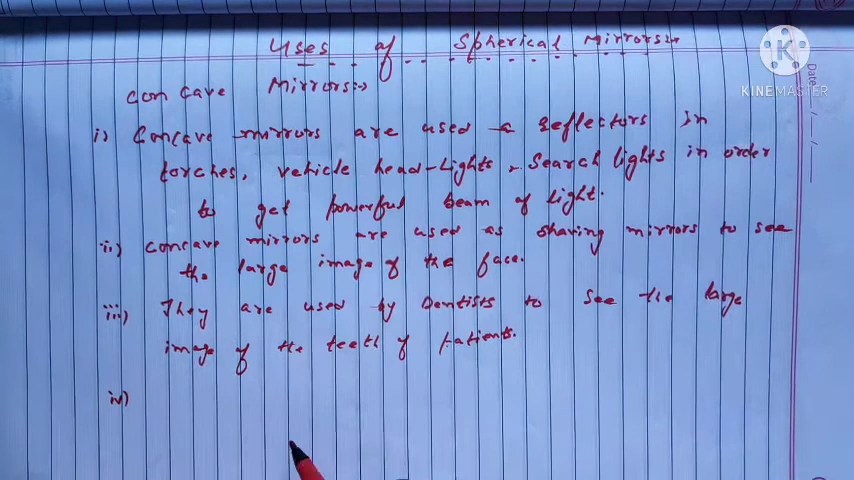 Uses of Spherical Mirrors:-
Concave Mirrors:->
i) Concave mirrors are used a reflectors in
torches, vehicle head-lights, Search lights in order
to get powerful beam of light.
ii) concave mirrors are used as shaving mirrors to see
the large image of the face.
iii) They are used by Dentists to see the large
image of the teeth of patients.
iv)
KINEMASTER
Date